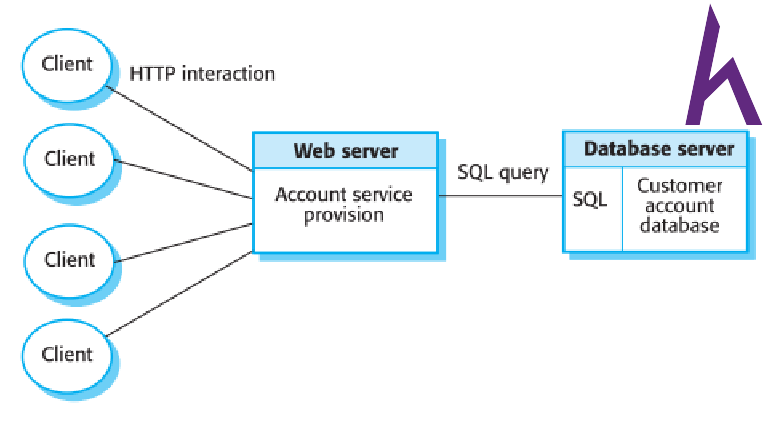 Client
HTTP interaction
Client
Client
Client
Web server
Account service
provision
SQL query
Database server
SQL
Customer
account
database